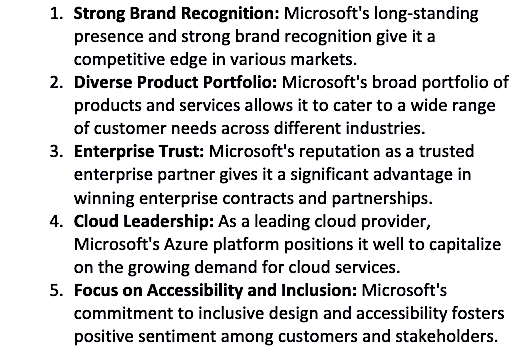 1. Strong Brand Recognition: Microsoft's long-standing
presence and strong brand recognition give it a
competitive edge in various markets.
2. Diverse Product Portfolio: Microsoft's broad portfolio of
products and services allows it to cater to a wide range
of customer needs across different industries.
3. Enterprise Trust: Microsoft's reputation as a trusted
enterprise partner gives it a significant advantage in
winning enterprise contracts and partnerships.
4. Cloud Leadership: As a leading cloud provider,
Microsoft's Azure platform positions it well to capitalize
on the growing demand for cloud services.
5. Focus on Accessibility and Inclusion: Microsoft's
commitment to inclusive design and accessibility fosters
positive sentiment among customers and stakeholders.